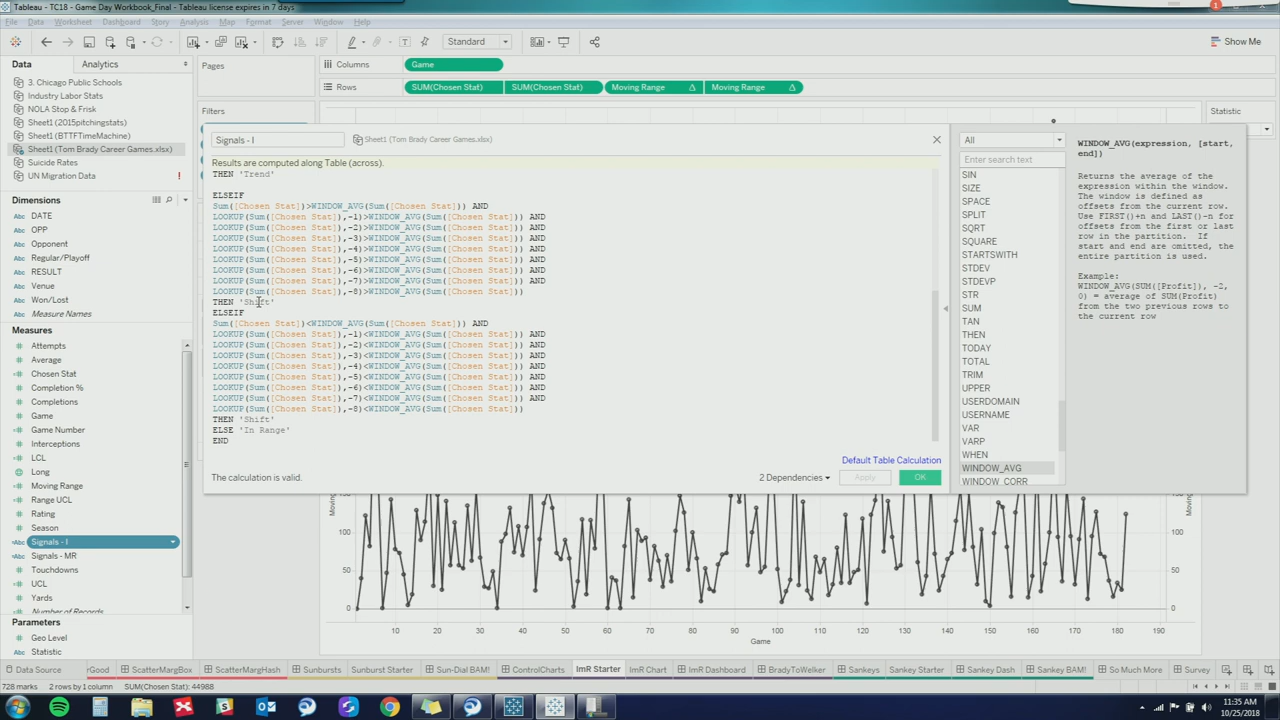 Tableau - TC18 - Game Day Workbook_Final - Tableau license expires in 7 days
File Data Worksheet Dashboard Story Analysis Map Format Server Window Help
Standard
Show Me
Data Analytics
3. Chicago Public Schools
Industry Labor Stats
NOLA Stop & Frisk
Sheet1 (2015pitchingstats)
Sheet1 (BTTFTimeMachine)
Sheet1 (Tom Brady Career Games.xlsx)
Suicide Rates
UN Migration Data
Dimensions
DATE
OPP
Opponent
Regular/Playoff
RESULT
Venue
Won/Lost
Measure Names
Measures
Attempts
Average
Chosen Stat
Completion %
Completions
Game
Game Number
Interceptions
LCL
Long
Moving Range
Range UCL
Rating
Season
Signals - I
Signals - MR
Touchdowns
UCL
Yards
Number of Records
Parameters
Geo Level
Statistic
Pages
Filters
Columns
Game
Rows
SUM(Chosen Stat) SUM(Chosen Stat) Moving Range Moving Range
Statistic
Signals - I
Sheet1 (Tom Brady Career Games.xlsx)
Results are computed along Table (across).
THEN 'Trend'
ELSEIF
Sum([Chosen Stat])>WINDOW_AVG(Sum([Chosen Stat])) AND
LOOKUP(Sum([Chosen Stat]),-1)>WINDOW_AVG(Sum([Chosen Stat])) AND
LOOKUP(Sum([Chosen Stat]),-2)>WINDOW_AVG(Sum([Chosen Stat])) AND
LOOKUP(Sum([Chosen Stat]),-3)>WINDOW_AVG(Sum([Chosen Stat])) AND
LOOKUP(Sum([Chosen Stat]),-4)>WINDOW_AVG(Sum([Chosen Stat])) AND
LOOKUP(Sum([Chosen Stat]),-5)>WINDOW_AVG(Sum([Chosen Stat])) AND
LOOKUP(Sum([Chosen Stat]),-6)>WINDOW_AVG(Sum([Chosen Stat])) AND
LOOKUP(Sum([Chosen Stat]),-7)>WINDOW_AVG(Sum([Chosen Stat])) AND
LOOKUP(Sum([Chosen Stat]),-8)>WINDOW_AVG(Sum([Chosen Stat]))
THEN 'Shift'
ELSEIF
Sum([Chosen Stat])<WINDOW_AVG(Sum([Chosen Stat])) AND
LOOKUP(Sum([Chosen Stat]),-1)<WINDOW_AVG(Sum([Chosen Stat])) AND
LOOKUP(Sum([Chosen Stat]),-2)<WINDOW_AVG(Sum([Chosen Stat])) AND
LOOKUP(Sum([Chosen Stat]),-3)<WINDOW_AVG(Sum([Chosen Stat])) AND
LOOKUP(Sum([Chosen Stat]),-4)<WINDOW_AVG(Sum([Chosen Stat])) AND
LOOKUP(Sum([Chosen Stat]),-5)<WINDOW_AVG(Sum([Chosen Stat])) AND
LOOKUP(Sum([Chosen Stat]),-6)<WINDOW_AVG(Sum([Chosen Stat])) AND
LOOKUP(Sum([Chosen Stat]),-7)<WINDOW_AVG(Sum([Chosen Stat])) AND
LOOKUP(Sum([Chosen Stat]),-8)<WINDOW_AVG(Sum([Chosen Stat]))
THEN 'Shift'
ELSE 'In Range'
END
Default Table Calculation
The calculation is valid.
2 Dependencies Apply OK
All
Enter search text
SIN
SIZE
SPACE
SPLIT
SQRT
SQUARE
STARTSWITH
STDEV
STDEVP
STR
SUM
TAN
THEN
TODAY
TOTAL
TRIM
UPPER
USERDOMAIN
USERNAME
VAR
VARP
WHEN
WINDOW_AVG
WINDOW_CORR
WINDOW_AVG(expression, [start,
end])
Returns the average of the
expression within the window.
The window is defined as
offsets from the current row.
Use FIRST()+n and LAST()-n for
offsets from the first or last
row in the partition. If
start and end are omitted, the
entire partition is used.
Example:
WINDOW_AVG(SUM([Profit]), -2,
0) = average of SUM(Profit)
from the two previous rows to
the current row
100
50
0
100
50
0
10 20 30 40 50 60 70 80 90 100 110 120 130 140 150 160 170 180 190
Game
Data Source rGood ScatterMargBox ScatterMargHash Sunbursts Sunburst Starter Sun-Dial BAM! ControlCharts ImR Starter ImR Chart ImR Dashboard BradyToWelker Sankeys Sankey Starter Sankey Dash Sankey BAM! So Much More Survey
728 marks 2 rows by 1 column SUM(Chosen Stat): 44988
11:35 AM
10/25/2018